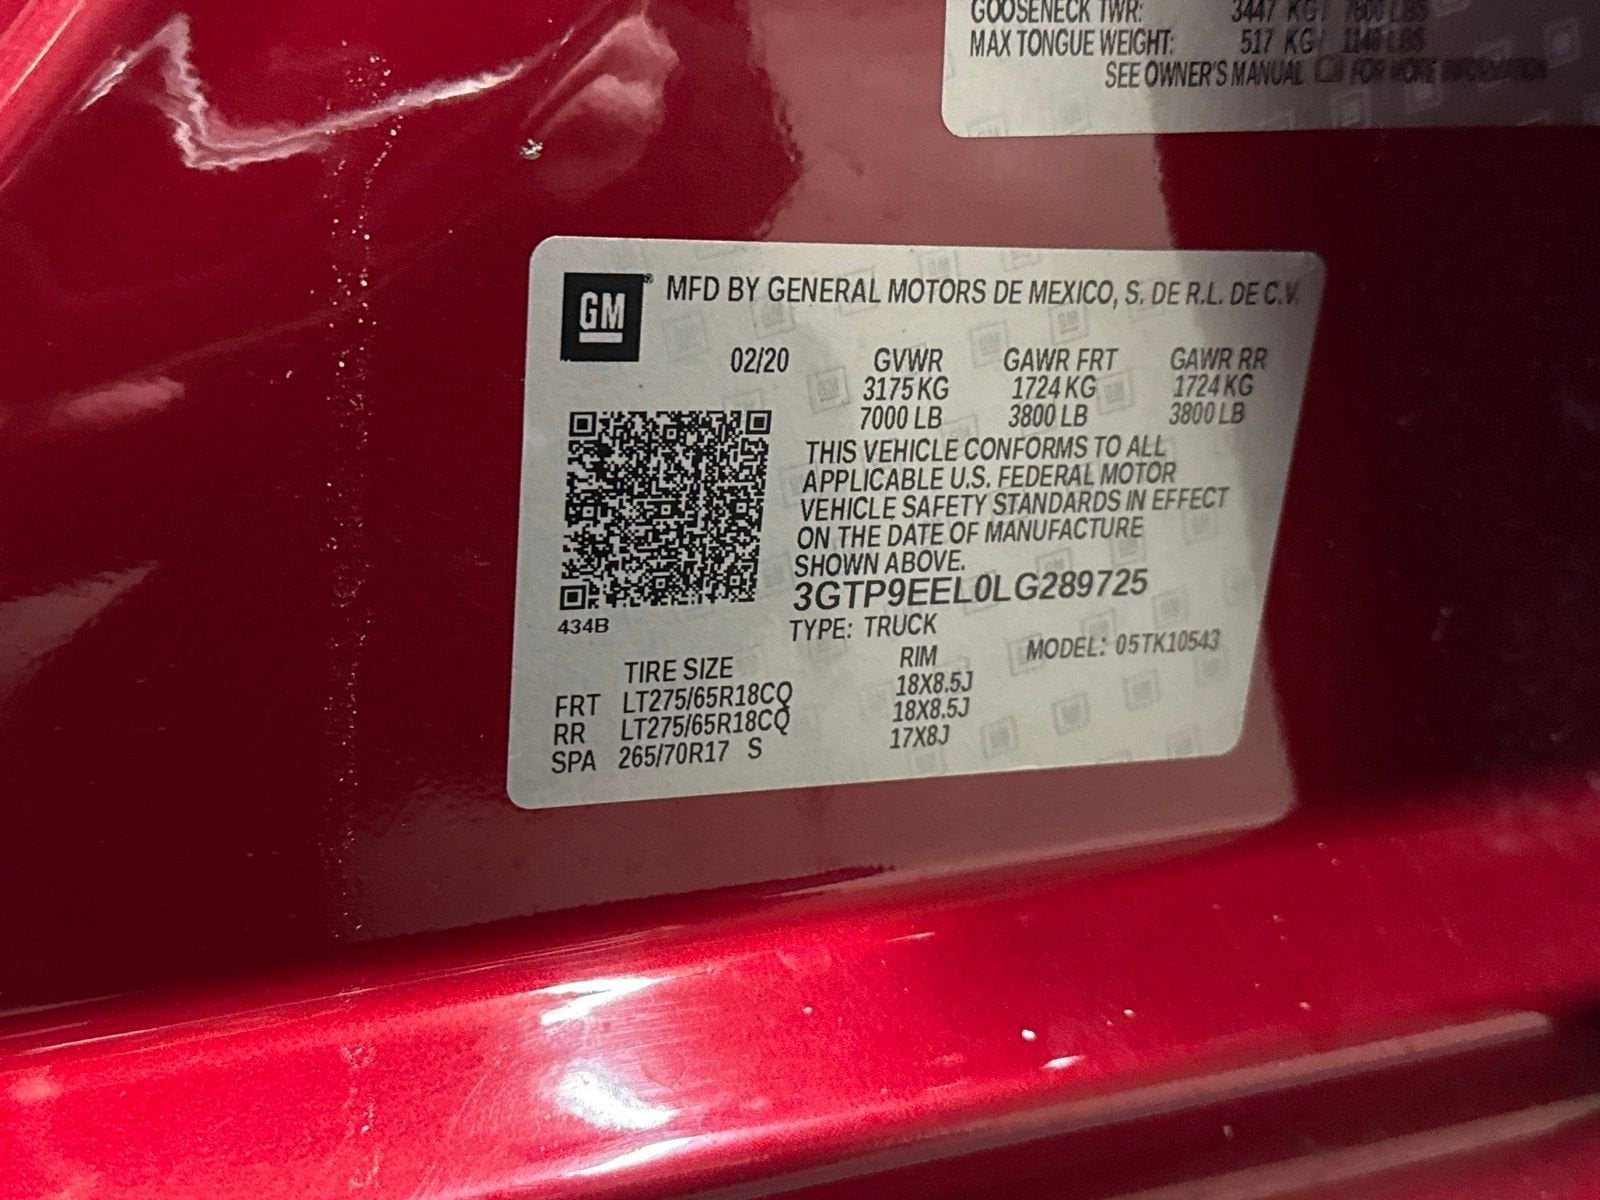 GOOSENECK TWR: 3447 KG/ 7600 LBS
MAX TONGUE WEIGHT: 517 KG/ 1140 LBS
SEE OWNER'S MANUAL FOR MORE INFORMATION
GM® MFD BY GENERAL MOTORS DE MEXICO, S. DE R.L. DE C.V.
02/20 GVWR GAWR FRT GAWR RR
3175 KG 1724 KG 1724 KG
7000 LB 3800 LB 3800 LB
THIS VEHICLE CONFORMS TO ALL
APPLICABLE U.S. FEDERAL MOTOR
VEHICLE SAFETY STANDARDS IN EFFECT
ON THE DATE OF MANUFACTURE
SHOWN ABOVE.
3GTP9EEL0LG289725
434B
TYPE: TRUCK MODEL: 05TK10543
TIRE SIZE RIM
FRT LT275/65R18CQ 18X8.5J
RR LT275/65R18CQ 18X8.5J
SPA 265/70R17 S 17X8J